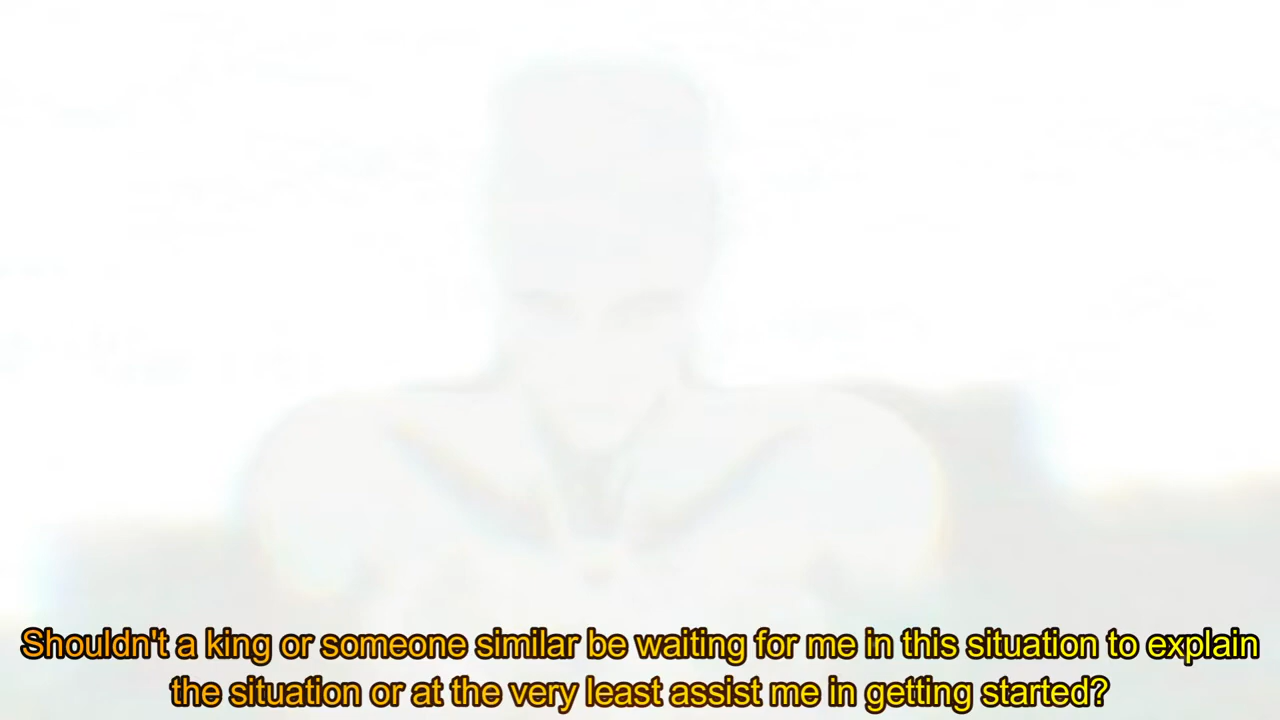 Shouldn't a king or someone similar be waiting for me in this situation to explain
the situation or at the very least assist me in getting started?